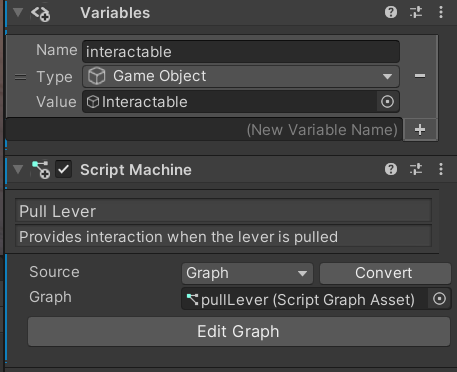 Variables
Name interactable
Type Game Object
Value Interactable
(New Variable Name) +
Script Machine
Pull Lever
Provides interaction when the lever is pulled
Source Graph Convert
Graph pullLever (Script Graph Asset)
Edit Graph